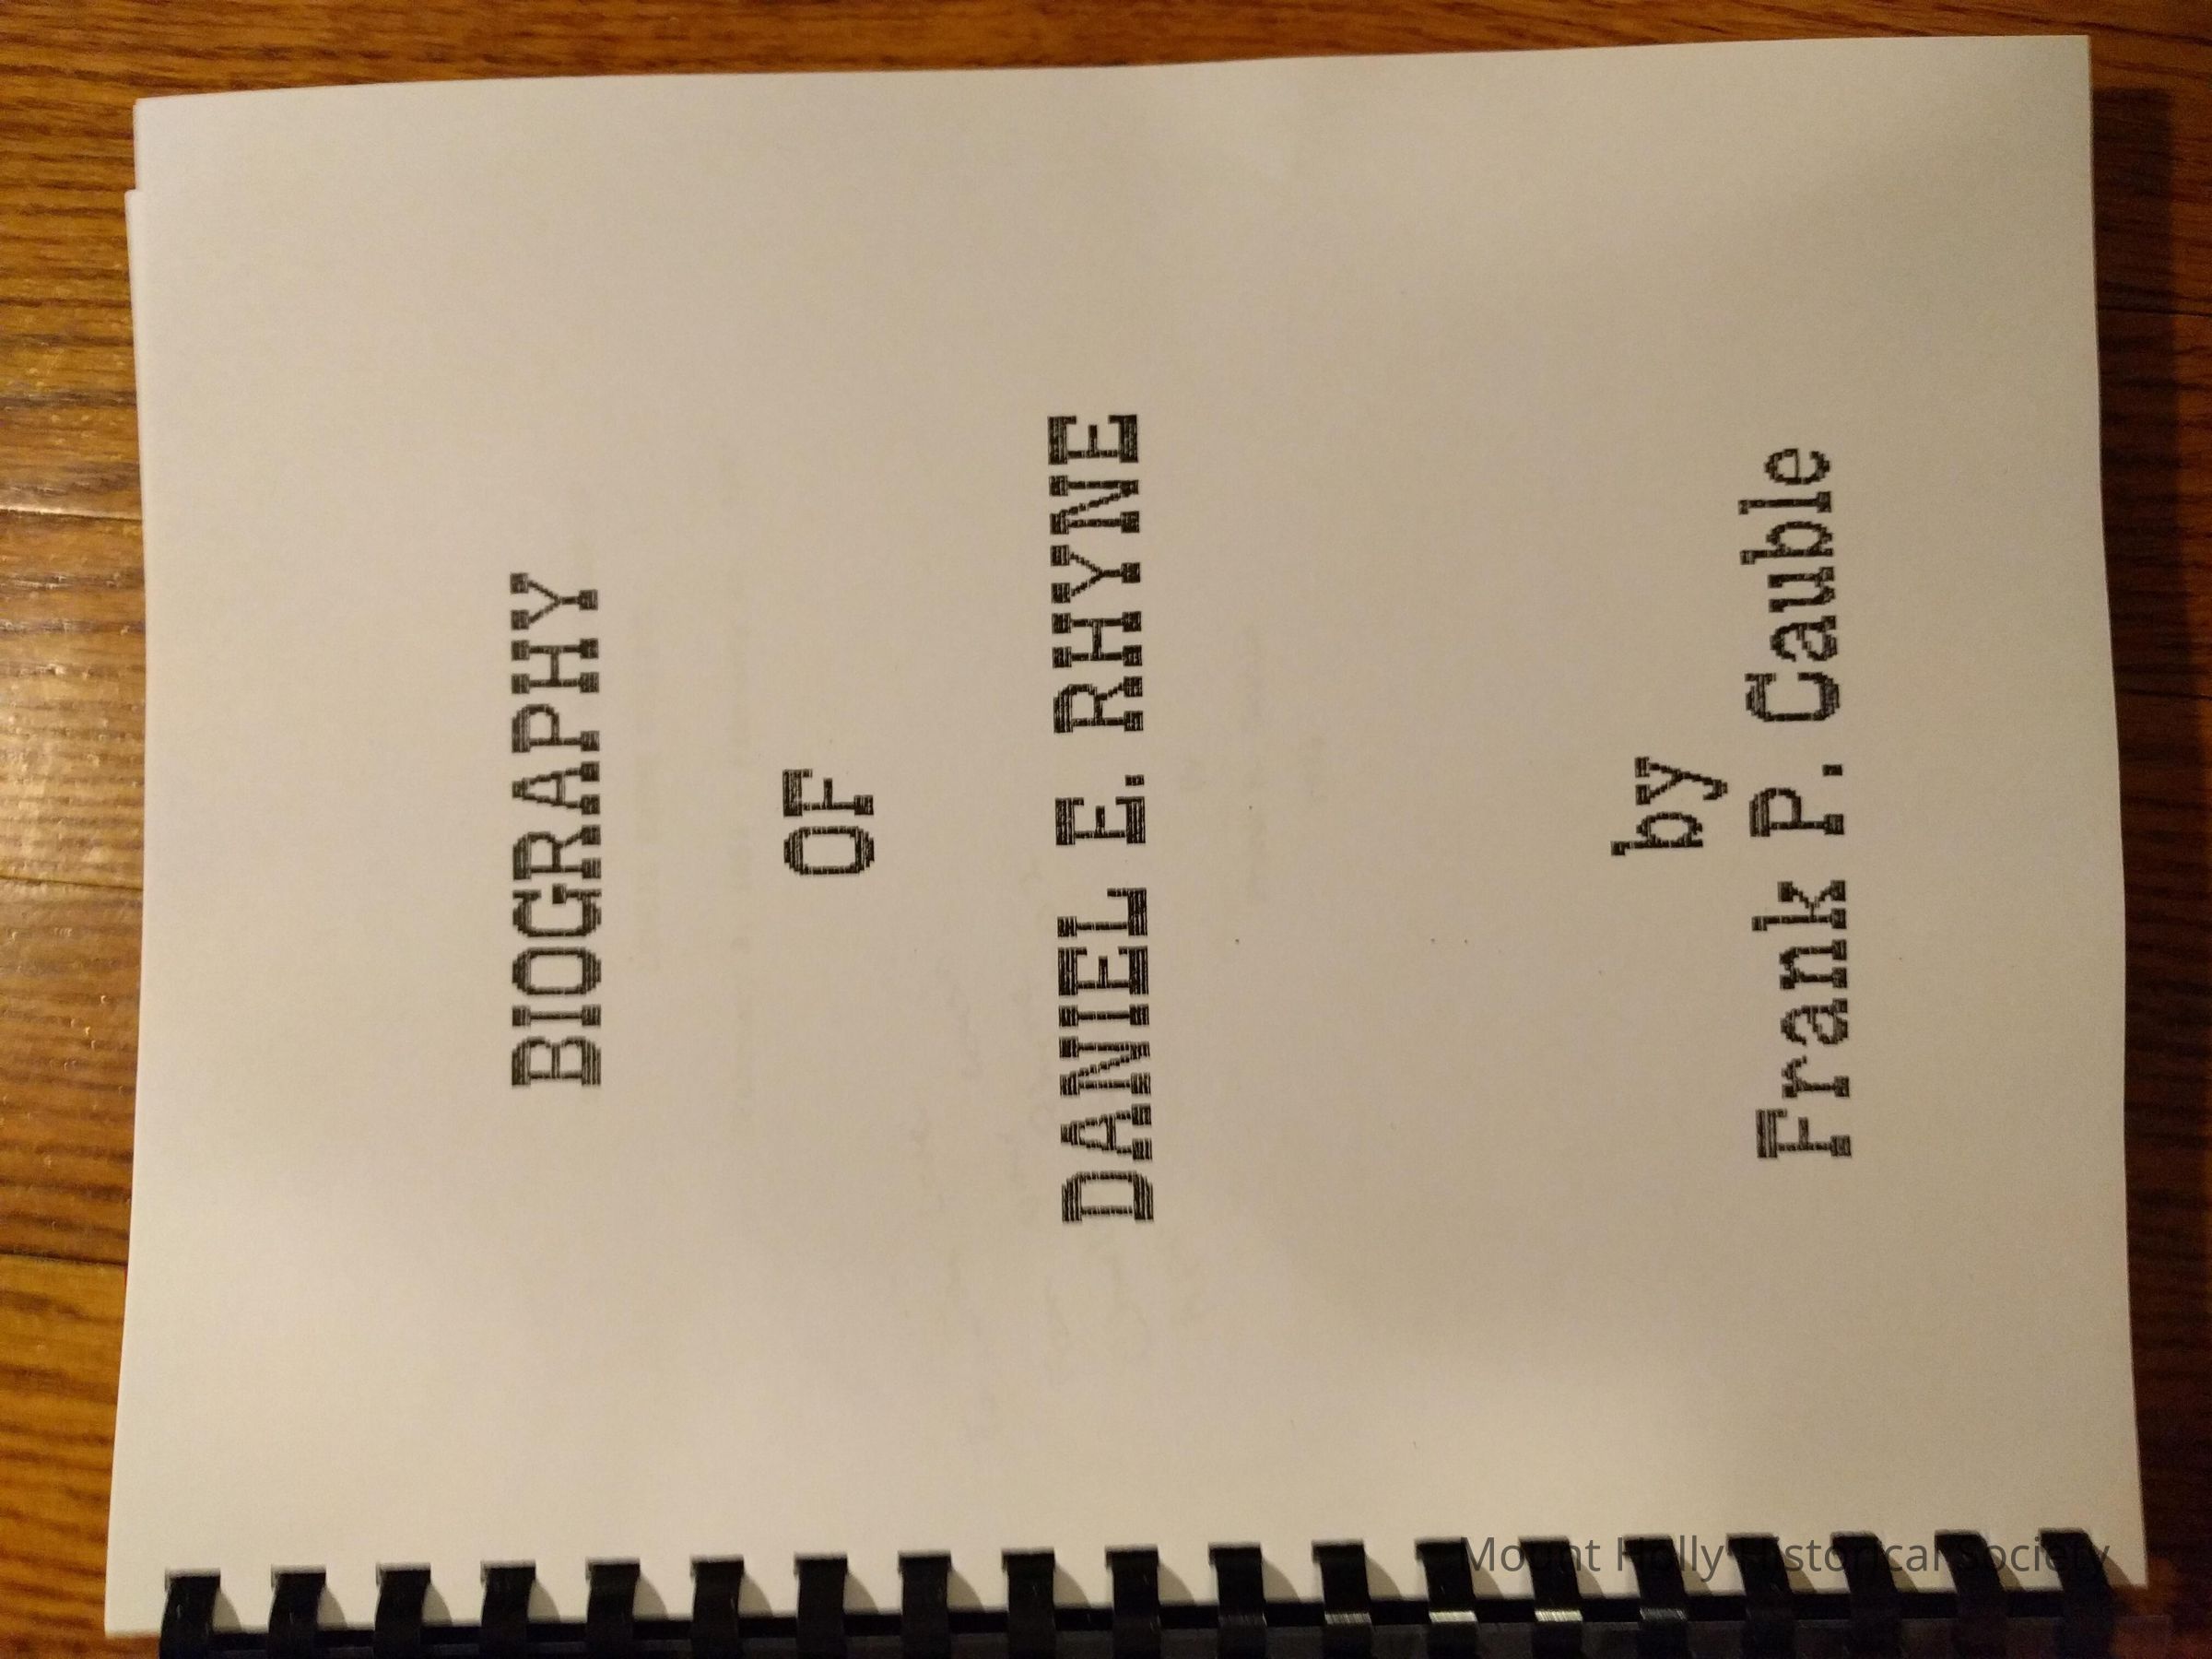 BIOGRAPHY
OF
DANIEL E. RHYNE
by
Frank P. Cauble
Mount Holly Historical Society